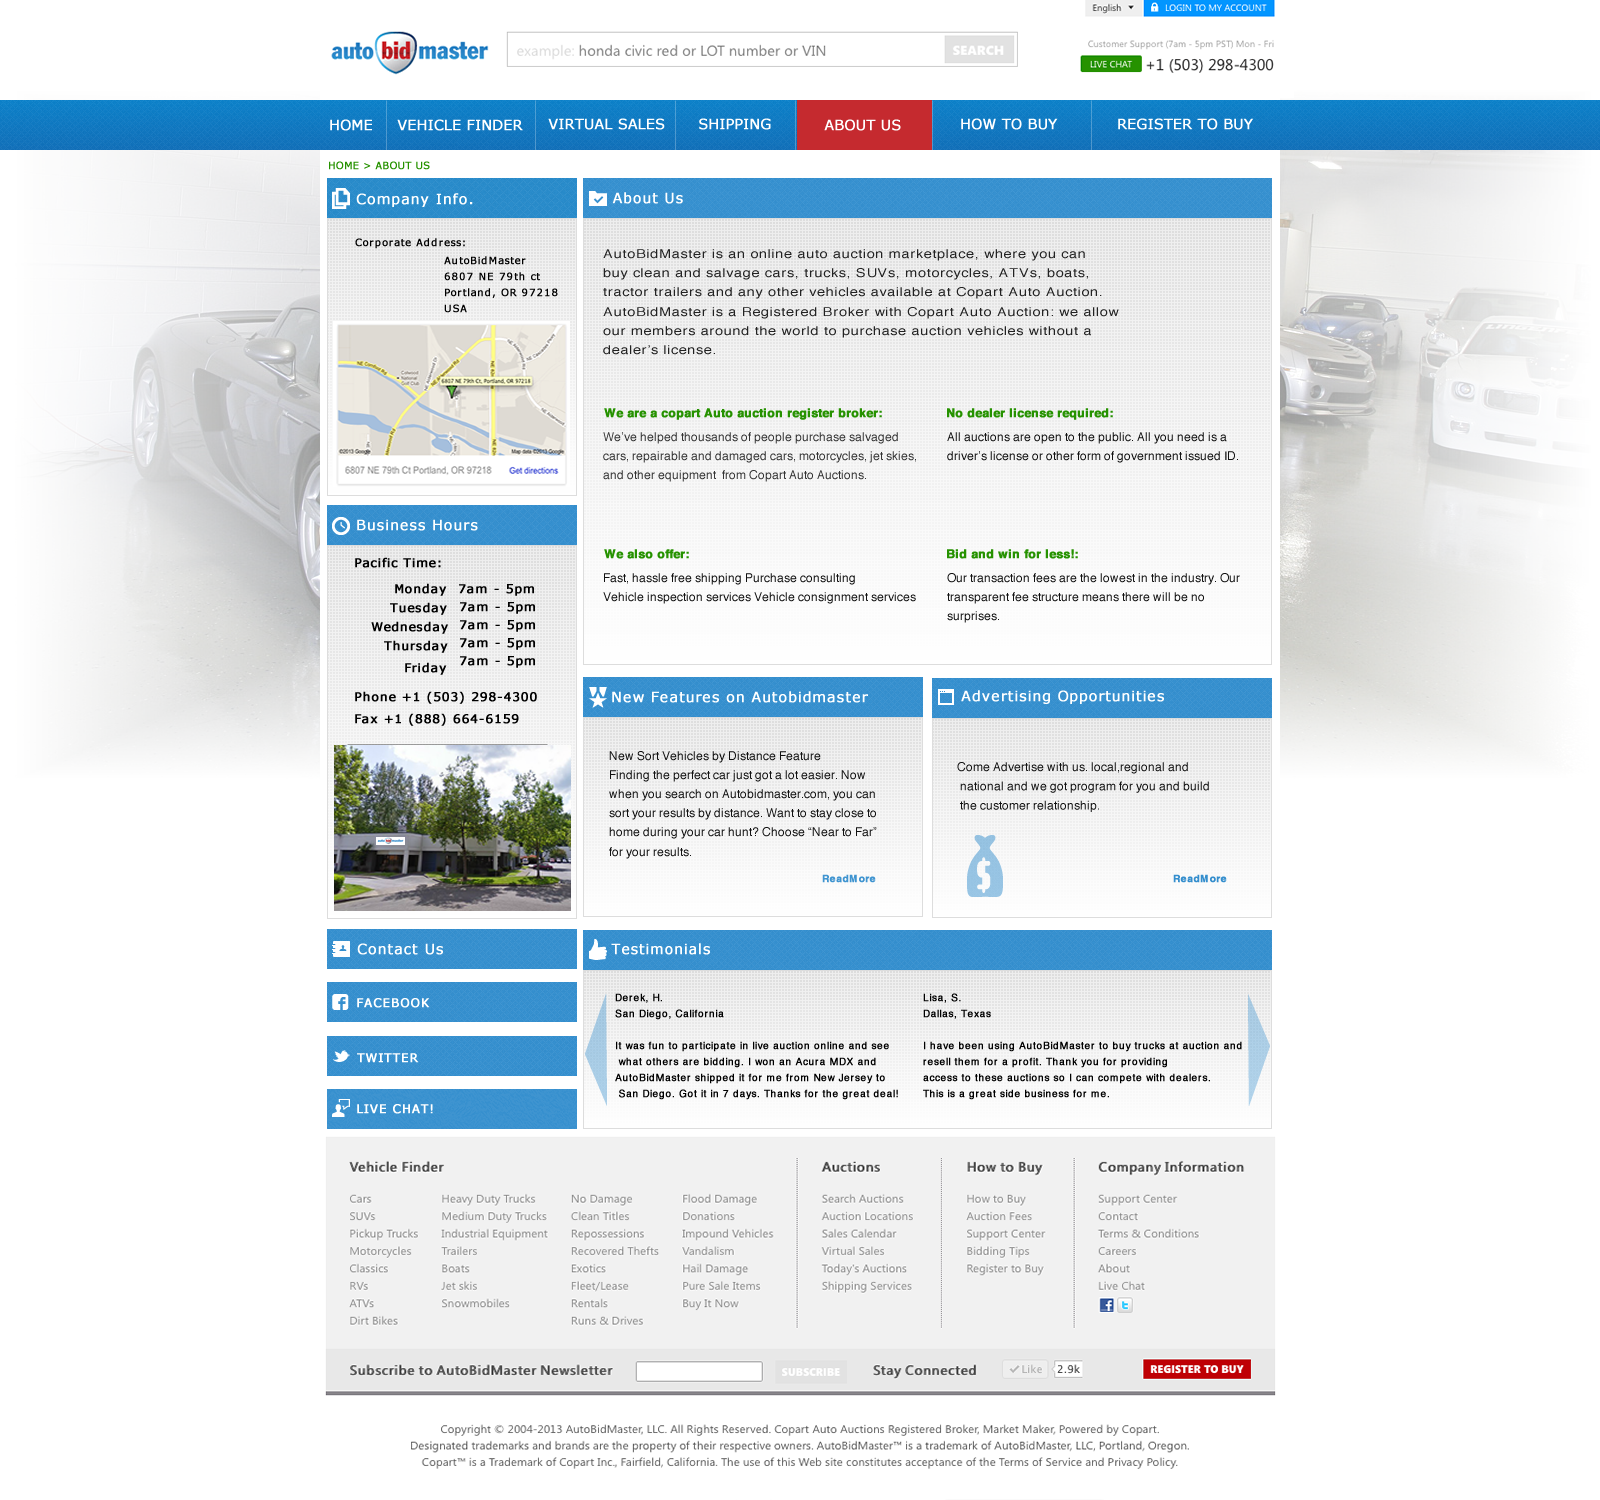 English
LOGIN TO MY ACCOUNT
auto bid master
example: honda civic red or LOT number or VIN
SEARCH
Customer Support (7am - 5pm PST) Mon - Fri
LIVE CHAT +1 (503) 298-4300
HOME
VEHICLE FINDER
VIRTUAL SALES
SHIPPING
ABOUT US
HOW TO BUY
REGISTER TO BUY
HOME > ABOUT US
Company Info.
Corporate Address:
AutoBidMaster
6807 NE 79th ct
Portland, OR 97218
USA
6807 NE 79th Ct, Portland, OR 97218
©2013 Google
Map data ©2013 Google
6807 NE 79th Ct Portland, OR 97218
Get directions
Business Hours
Pacific Time:
Monday 7am - 5pm
Tuesday 7am - 5pm
Wednesday 7am - 5pm
Thursday 7am - 5pm
Friday 7am - 5pm
Phone +1 (503) 298-4300
Fax +1 (888) 664-6159
auto bid master
Contact Us
FACEBOOK
TWITTER
LIVE CHAT!
About Us
AutoBidMaster is an online auto auction marketplace, where you can
buy clean and salvage cars, trucks, SUVs, motorcycles, ATVs, boats,
tractor trailers and any other vehicles available at Copart Auto Auction.
AutoBidMaster is a Registered Broker with Copart Auto Auction: we allow
our members around the world to purchase auction vehicles without a
dealer's license.
We are a copart Auto auction register broker:
We've helped thousands of people purchase salvaged
cars, repairable and damaged cars, motorcycles, jet skies,
and other equipment from Copart Auto Auctions.
No dealer license required:
All auctions are open to the public. All you need is a
driver's license or other form of government issued ID.
We also offer:
Fast, hassle free shipping Purchase consulting
Vehicle inspection services Vehicle consignment services
Bid and win for less!:
Our transaction fees are the lowest in the industry. Our
transparent fee structure means there will be no
surprises.
New Features on Autobidmaster
New Sort Vehicles by Distance Feature
Finding the perfect car just got a lot easier. Now
when you search on Autobidmaster.com, you can
sort your results by distance. Want to stay close to
home during your car hunt? Choose “Near to Far”
for your results.
ReadMore
Advertising Opportunities
Come Advertise with us. local,regional and
national and we got program for you and build
the customer relationship.
$
ReadMore
Testimonials
Derek, H.
San Diego, California
It was fun to participate in live auction online and see
what others are bidding. I won an Acura MDX and
AutoBidMaster shipped it for me from New Jersey to
San Diego. Got it in 7 days. Thanks for the great deal!
Lisa, S.
Dallas, Texas
I have been using AutoBidMaster to buy trucks at auction and
resell them for a profit. Thank you for providing
access to these auctions so I can compete with dealers.
This is a great side business for me.
Vehicle Finder
Cars
SUVs
Pickup Trucks
Motorcycles
Classics
RVs
ATVs
Dirt Bikes
Heavy Duty Trucks
Medium Duty Trucks
Industrial Equipment
Trailers
Boats
Jet skis
Snowmobiles
No Damage
Clean Titles
Repossessions
Recovered Thefts
Exotics
Fleet/Lease
Rentals
Runs & Drives
Flood Damage
Donations
Impound Vehicles
Vandalism
Hail Damage
Pure Sale Items
Buy It Now
Auctions
Search Auctions
Auction Locations
Sales Calendar
Virtual Sales
Today's Auctions
Shipping Services
How to Buy
How to Buy
Auction Fees
Support Center
Bidding Tips
Register to Buy
Company Information
Support Center
Contact
Terms & Conditions
Careers
About
Live Chat
Subscribe to AutoBidMaster Newsletter
SUBSCRIBE
Stay Connected
Like 2.9k
REGISTER TO BUY
Copyright © 2004-2013 AutoBidMaster, LLC. All Rights Reserved. Copart Auto Auctions Registered Broker, Market Maker, Powered by Copart.
Designated trademarks and brands are the property of their respective owners. AutoBidMaster™ is a trademark of AutoBidMaster, LLC, Portland, Oregon.
Copart™ is a Trademark of Copart Inc., Fairfield, California. The use of this Web site constitutes acceptance of the Terms of Service and Privacy Policy.